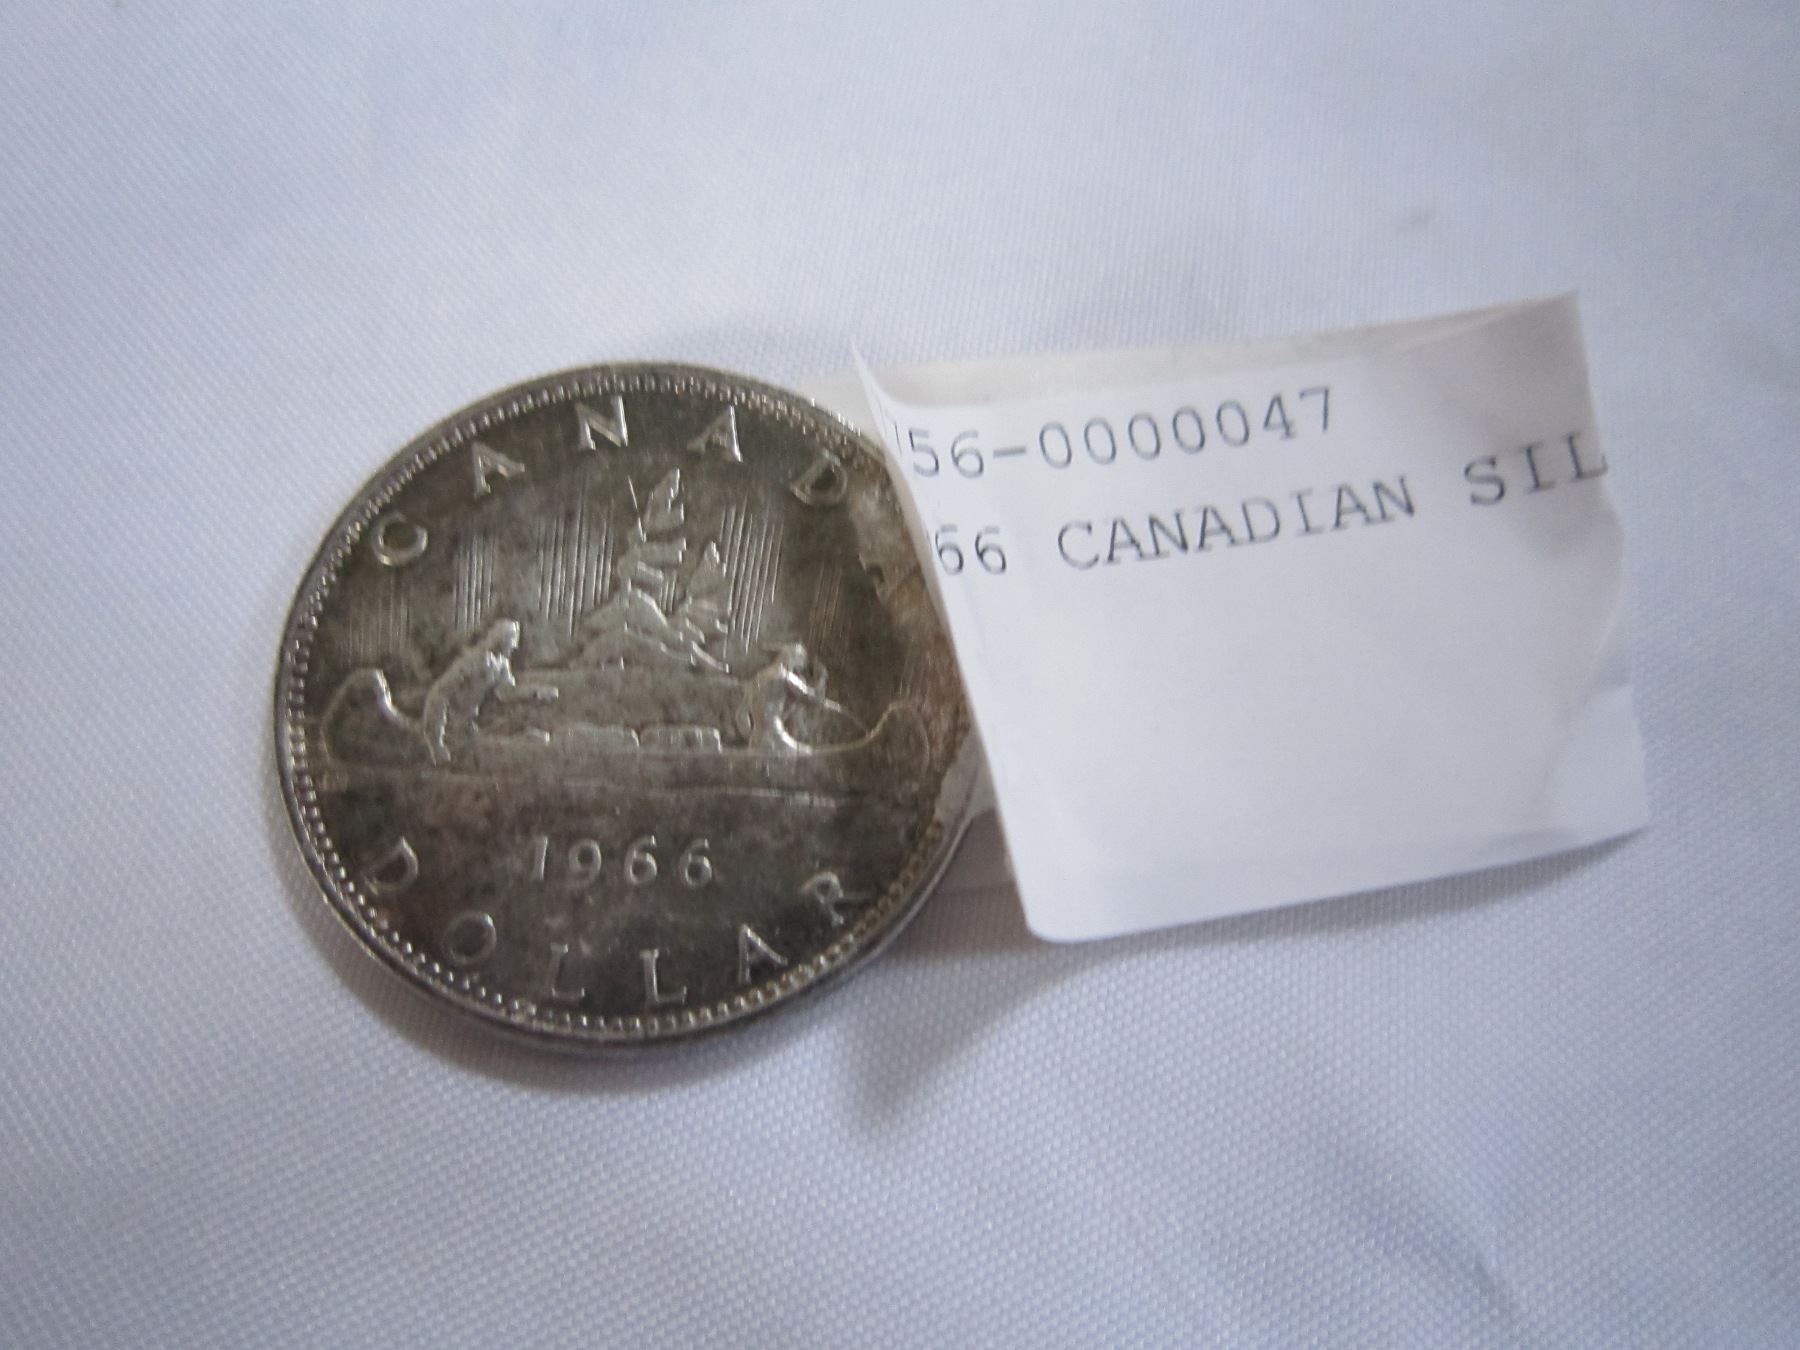 CANADA
1966
DOLLAR
56-0000047
66 CANADIAN SIL